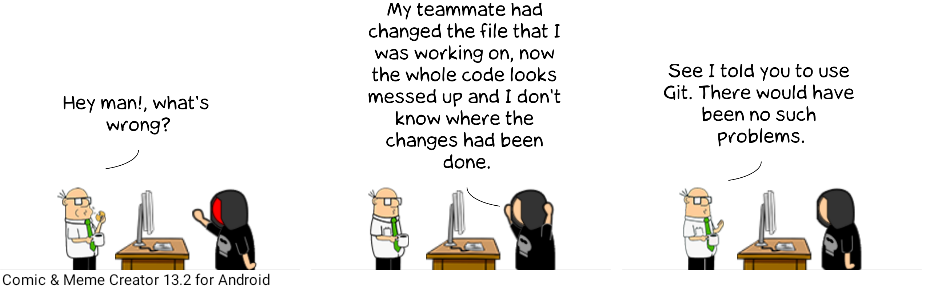 Hey man!, what's
wrong?
My teammate had
changed the file that I
was working on, now
the whole code looks
messed up and I don't
know where the
changes had been
done.
See I told you to use
Git. There would have
been no such
problems.
Comic & Meme Creator 13.2 for Android